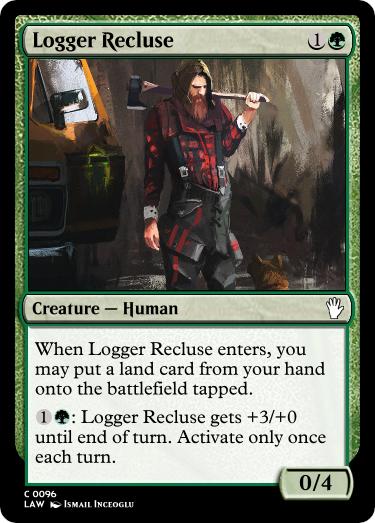 Logger Recluse 1
Creature — Human
When Logger Recluse enters, you
may put a land card from your hand
onto the battlefield tapped.
1 : Logger Recluse gets +3/+0
until end of turn. Activate only once
each turn.
0/4
C 0096
LAW Ismail Inceoglu